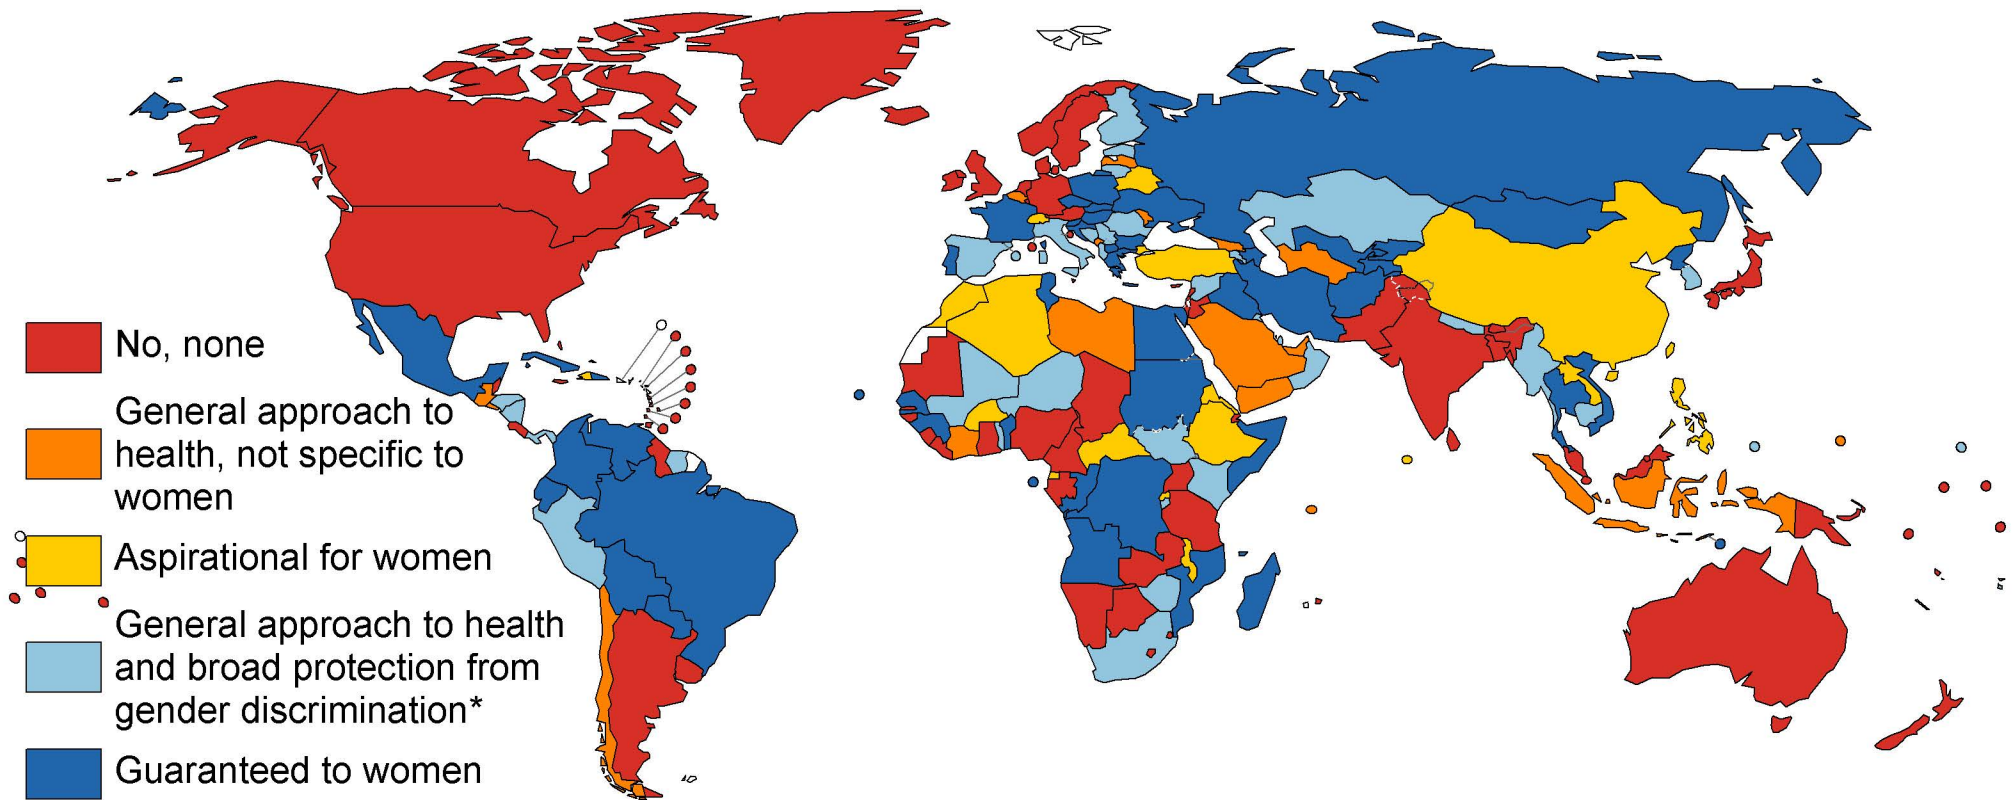 No, none
General approach to
health, not specific to
women
Aspirational for women
General approach to health
and broad protection from
gender discrimination*
Guaranteed to women